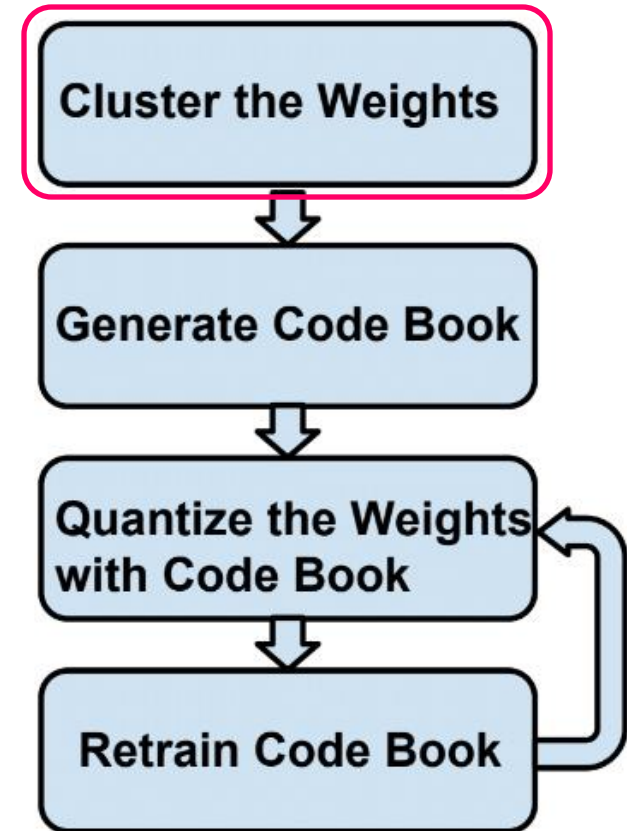 Cluster the Weights
Generate Code Book
Quantize the Weights
with Code Book
Retrain Code Book